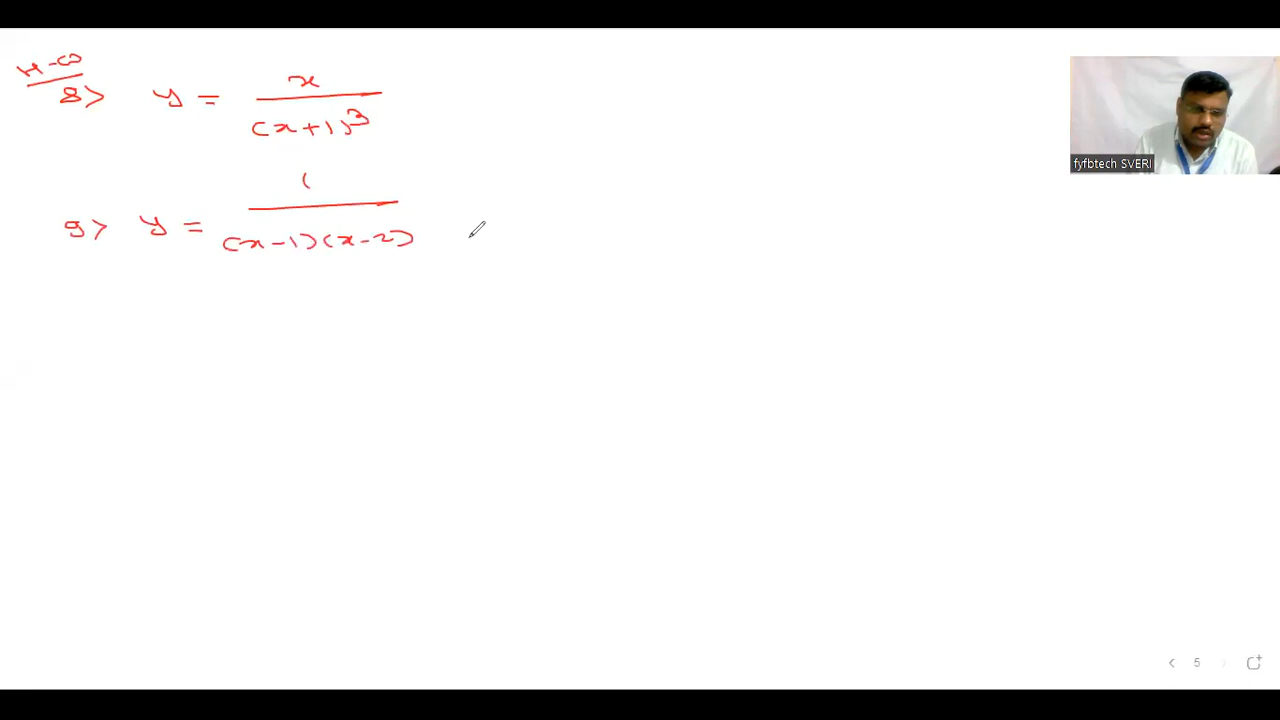 H-W
8> y = x / (x+1)^3
9> y = 1 / (x-1)(x-2)
fyfbtech SVERI
< 5 >